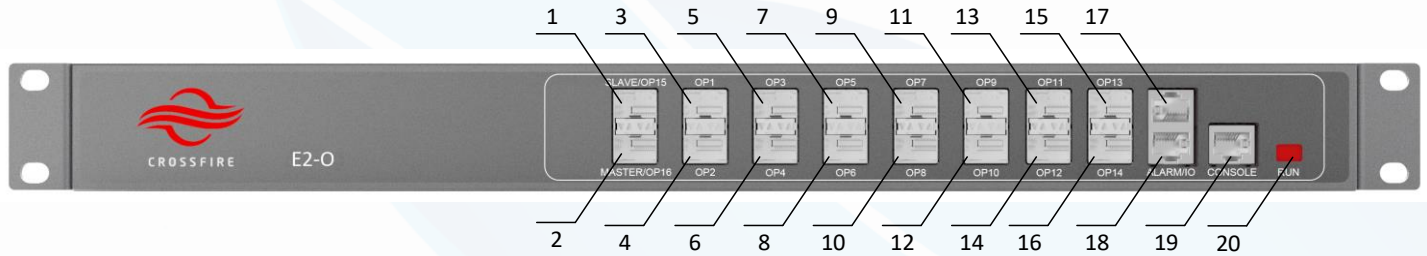 1 3 5 7 9 11 13 15 17
SLAVE/OP15 OP1 OP3 OP5 OP7 OP9 OP11 OP13
CROSSFIRE
E2-O
MASTER/OP16 OP2 OP4 OP6 OP8 OP10 OP12 OP14 ALARM/IO CONSOLE RUN
2 4 6 8 10 12 14 16 18 19 20